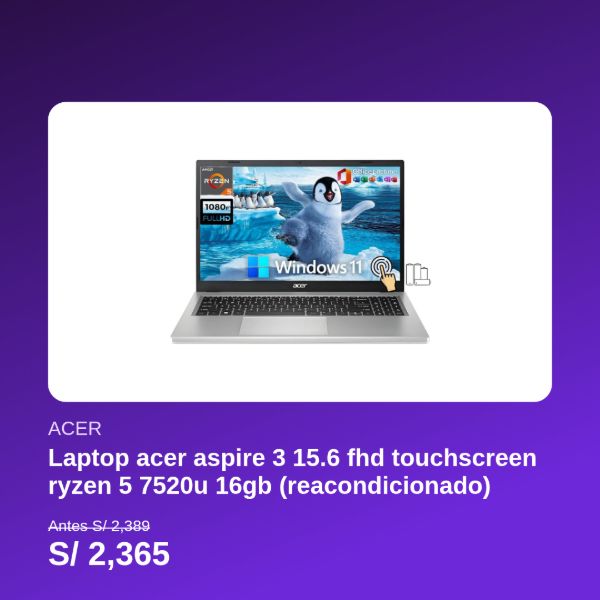 AMD
RYZEN
5
1080P
FULL HD
Windows 11
acer
ACER
Laptop acer aspire 3 15.6 fhd touchscreen
ryzen 5 7520u 16gb (reacondicionado)
Antes S/ 2,389
S/ 2,365